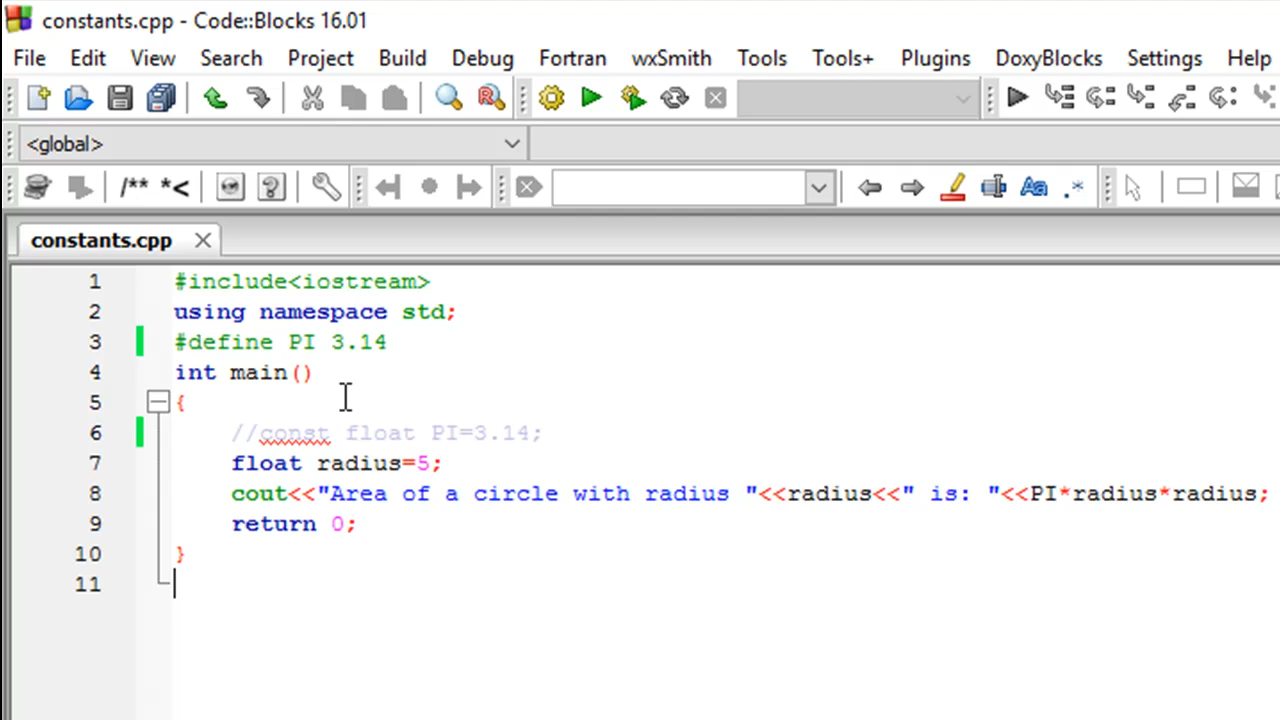 constants.cpp - Code::Blocks 16.01
File Edit View Search Project Build Debug Fortran wxSmith Tools Tools+ Plugins DoxyBlocks Settings Help
<global>
/** *<
Aa .*
constants.cpp
1 #include<iostream>
2 using namespace std;
3 #define PI 3.14
4 int main()
5 {
6 //const float PI=3.14;
7 float radius=5;
8 cout<<"Area of a circle with radius "<<radius<<" is: "<<PI*radius*radius;
9 return 0;
10 }
11